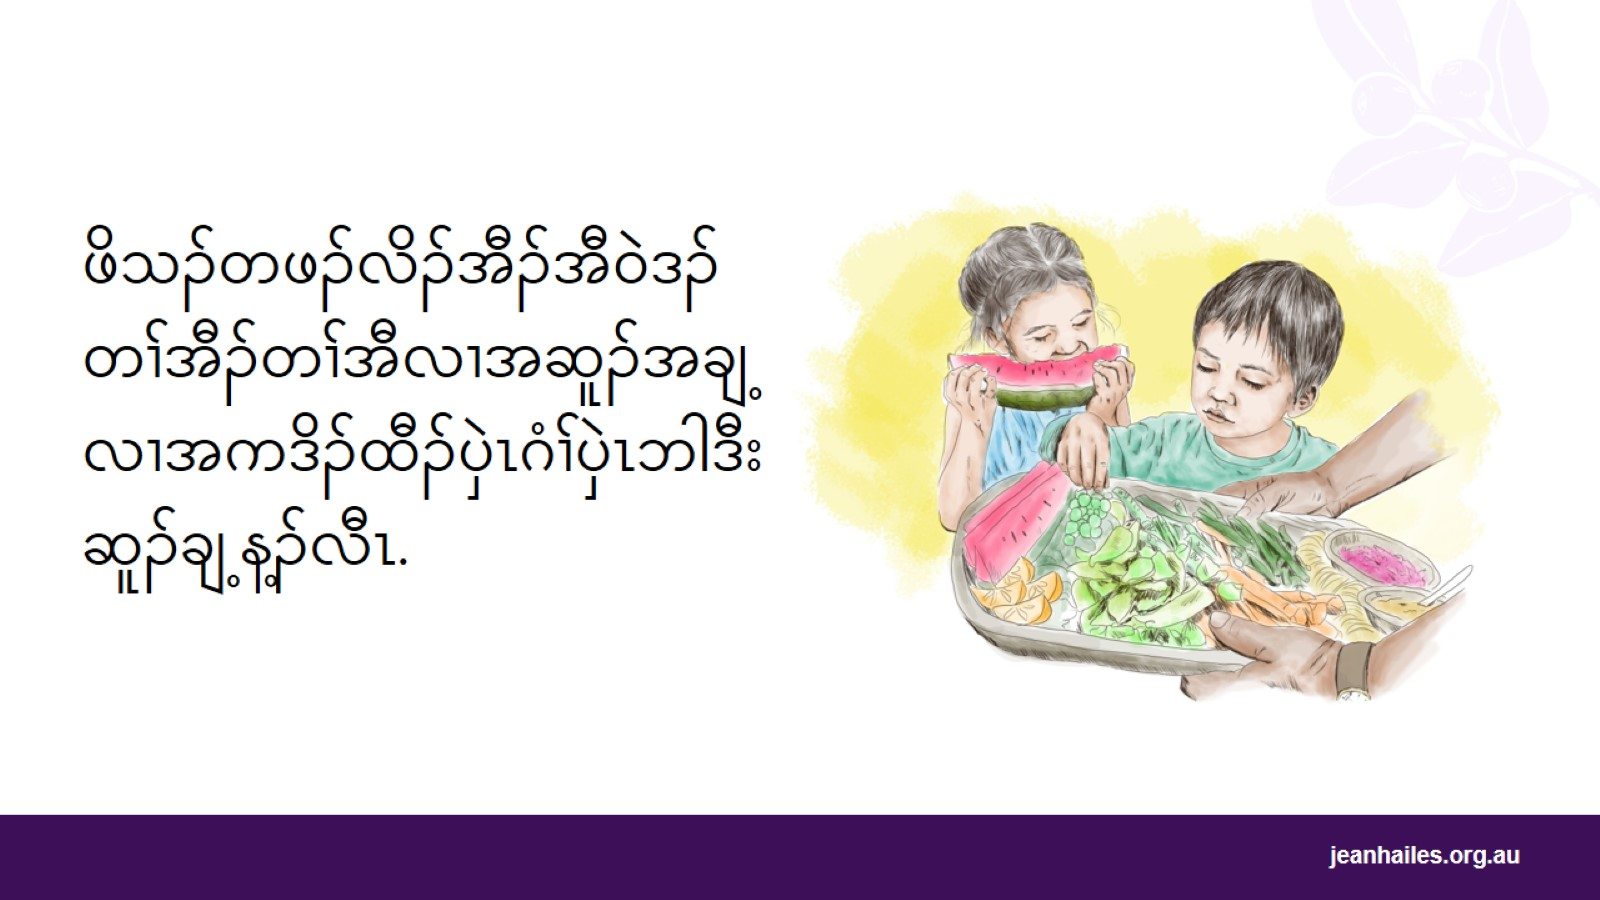 ဖိသၣ်တဖၣ်လိၣ်အီၣ်အီဝဲဒၣ်
တၢ်အီၣ်တၢ်အီလၢအဆူၣ်အချ့
လၢအကဒိၣ်ထီၣ်ပှဲၤဂံၢ်ပှဲၤဘါဒီး
ဆူၣ်ချ့န့ၣ်လီၤ.
jeanhailes.org.au